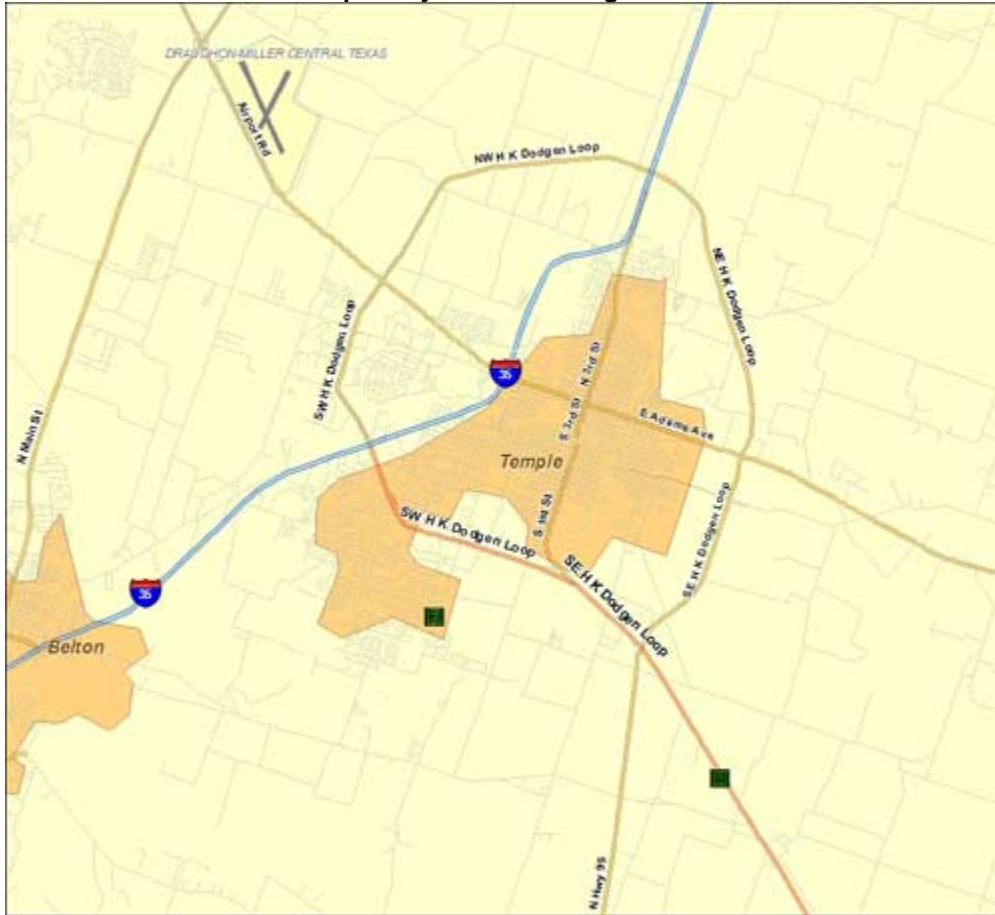 DRAUGHON-MILLER CENTRAL TEXAS
Airport Rd
NW H K Dodgen Loop
NE H K Dodgen Loop
SW H K Dodgen Loop
N Main St
35
N 3rd St
S 3rd St
E Adams Ave
Temple
S 1st St
SW H K Dodgen Loop
SE H K Dodgen Loop
SE H K Dodgen Loop
35
Belton
N Hwy 95